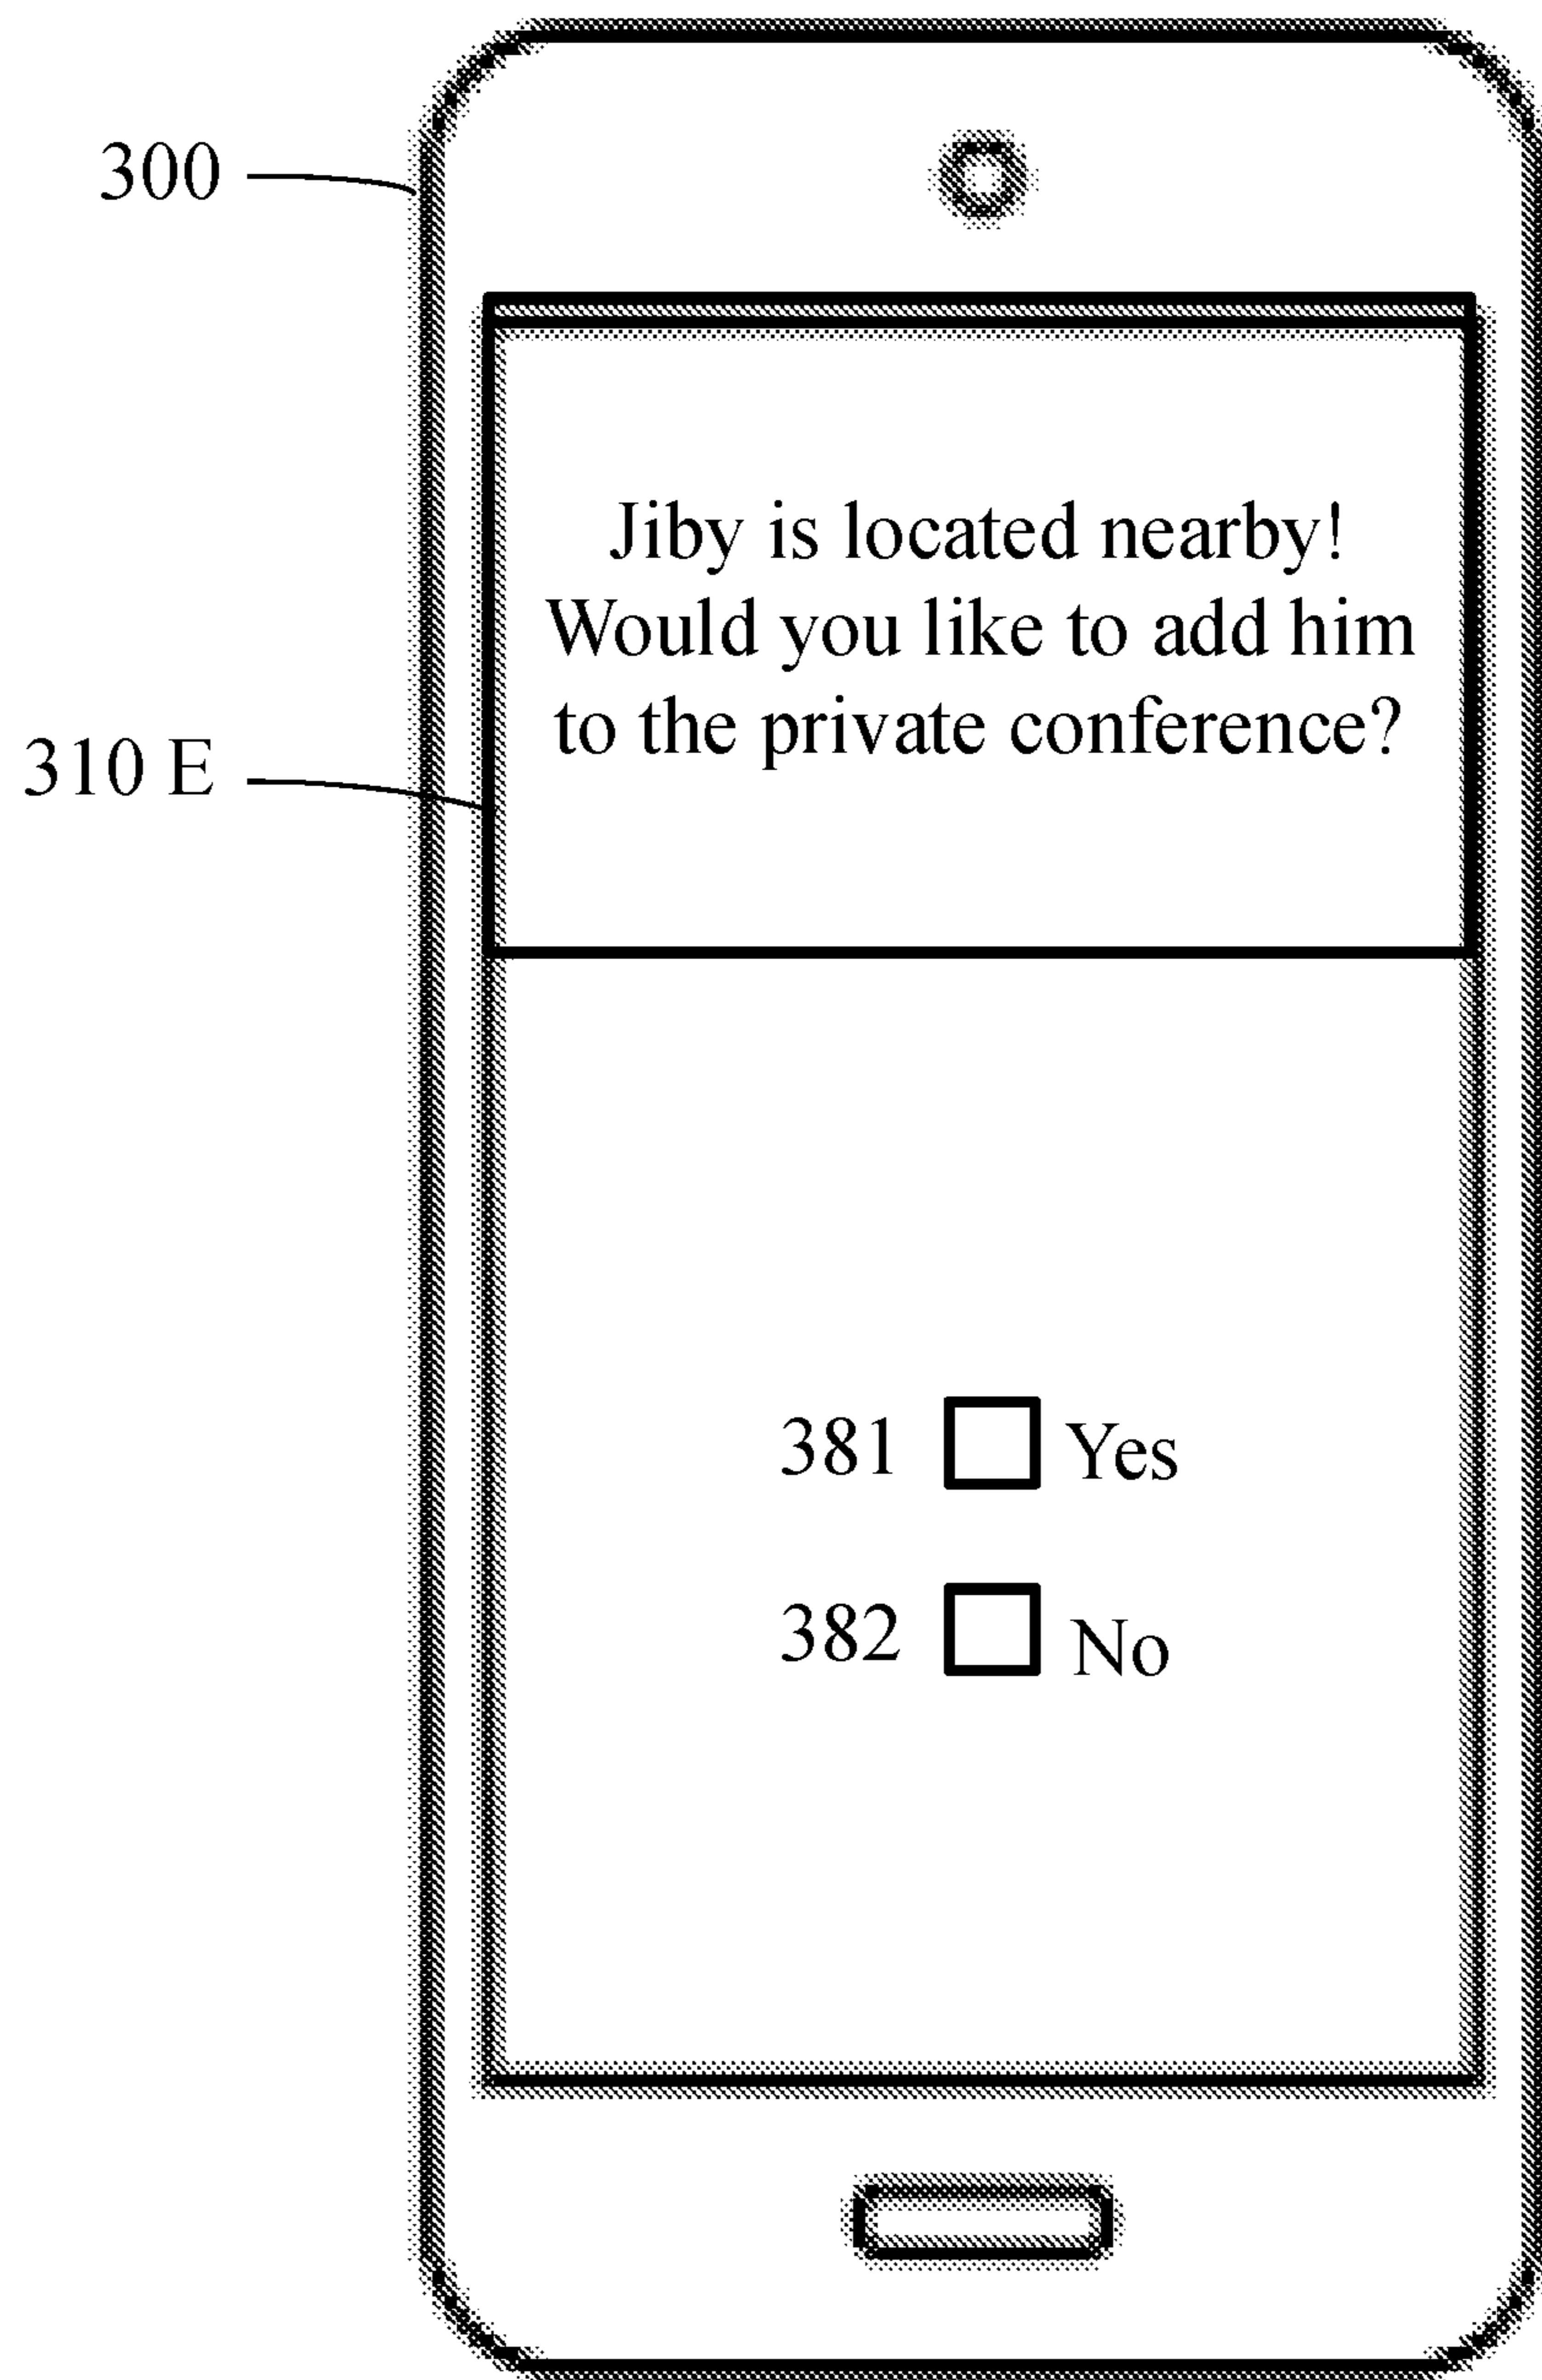 300
Jiby is located nearby!
Would you like to add him
to the private conference?
310 E
381 Yes
382 No